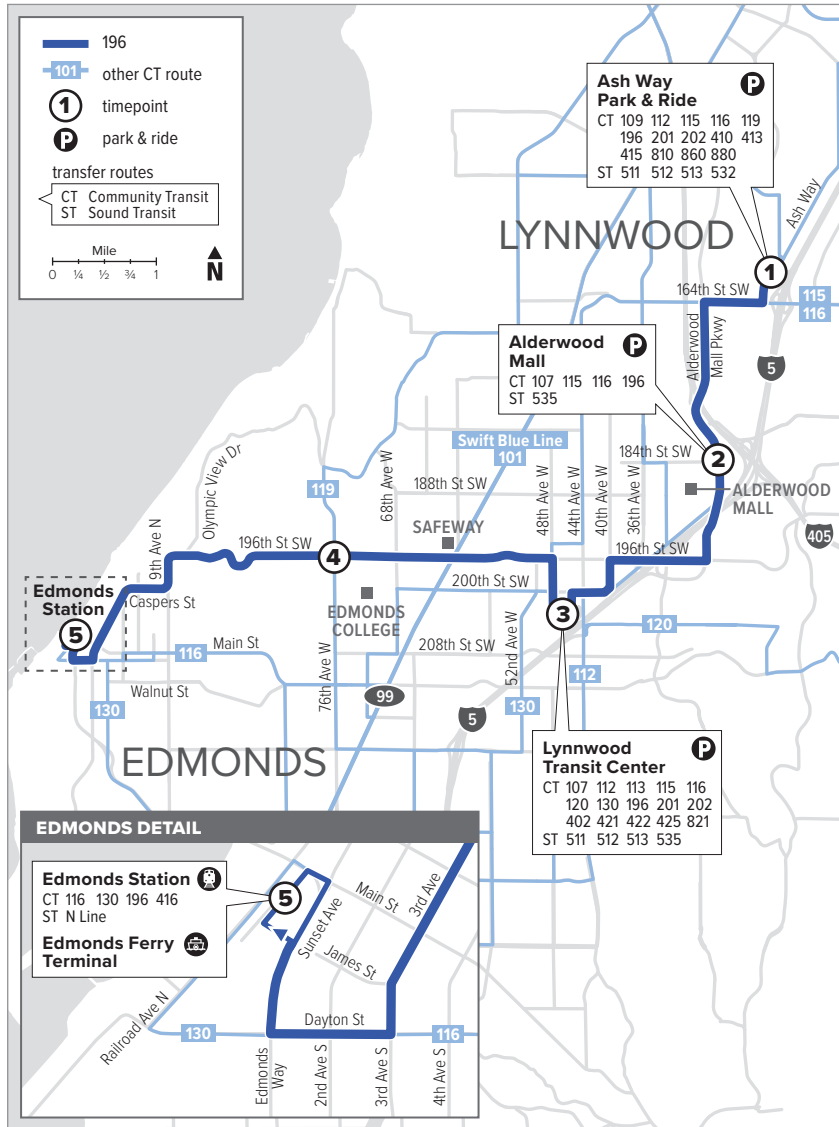 196
101
other CT route
1
timepoint
P
park & ride
transfer routes
CT Community Transit
ST Sound Transit
Mile
0 ¼ ½ ¾ 1
N
Ash Way
Park & Ride
P
CT 109 112 115 116 119
196 201 202 410 413
415 810 860 880
ST 511 512 513 532
LYNNWOOD
Ash Way
1
164th St SW
115
116
Alderwood
Mall Pkwy
5
Alderwood
Mall
P
CT 107 115 116 196
ST 535
Swift Blue Line
101
184th St SW
2
ALDERWOOD
MALL
405
Olympic View Dr
119
68th Ave W
188th St SW
48th Ave W
44th Ave W
40th Ave W
36th Ave W
SAFEWAY
9th Ave N
196th St SW
4
196th St SW
200th St SW
EDMONDS
COLLEGE
3
Edmonds
Station
5
Caspers St
116
Main St
208th St SW
120
Walnut St
130
76th Ave W
99
52nd Ave W
130
112
5
EDMONDS
Lynnwood
Transit Center
P
CT 107 112 113 115 116
120 130 196 201 202
402 421 422 425 821
ST 511 512 513 535
EDMONDS DETAIL
Edmonds Station
CT 116 130 196 416
ST N Line
Edmonds Ferry
Terminal
5
Main St
3rd Ave
Sunset Ave
James St
Railroad Ave N
130
Dayton St
116
Edmonds
Way
2nd Ave S
3rd Ave S
4th Ave S